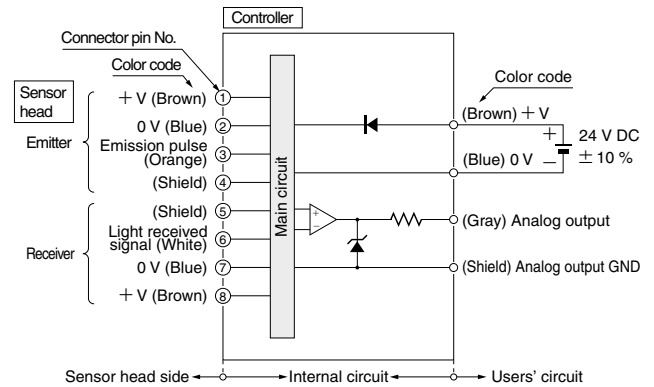 Controller
Connector pin No.
Color code
Sensor
head
Emitter
+ V (Brown) 1
0 V (Blue) 2
Emission pulse
(Orange) 3
(Shield) 4
Receiver
(Shield) 5
Light received
signal (White) 6
0 V (Blue) 7
+ V (Brown) 8
Main circuit
+
−
Color code
(Brown) + V
(Blue) 0 V
+
−
24 V DC
± 10 %
(Gray) Analog output
(Shield) Analog output GND
Sensor head side
Internal circuit
Users' circuit